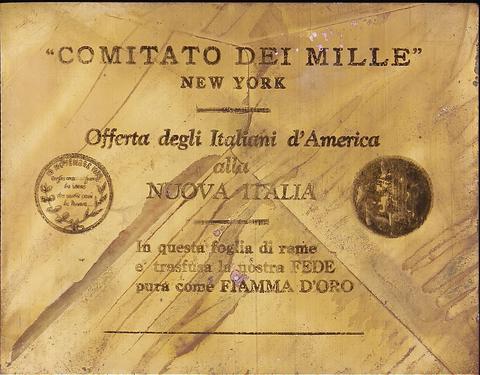 "COMITATO DEI MILLE"
NEW YORK
Offerta degli Italiani d'America
alla
NUOVA ITALIA
In questa foglia di rame
e' trasfusa la nostra FEDE
pura come FIAMMA D'ORO